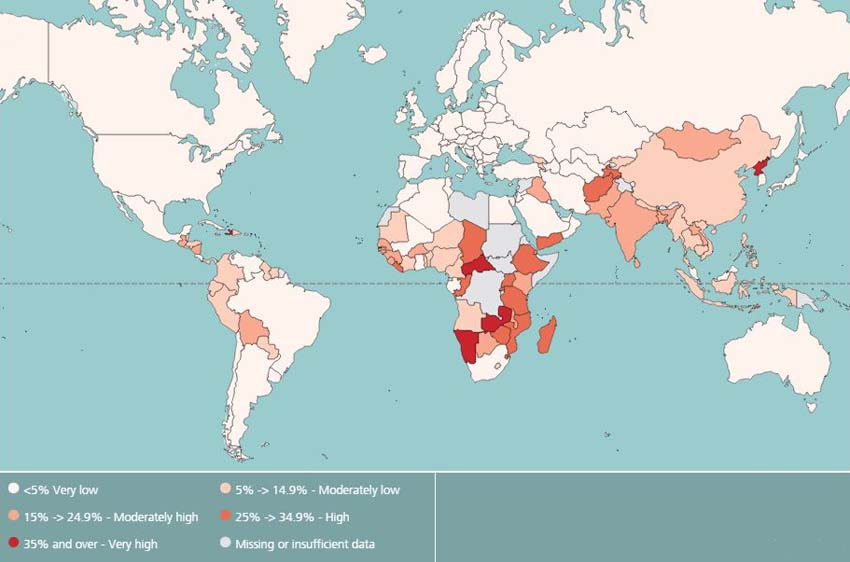 <5% Very low
5% -> 14.9% - Moderately low
15% -> 24.9% - Moderately high
25% -> 34.9% - High
35% and over - Very high
Missing or insufficient data